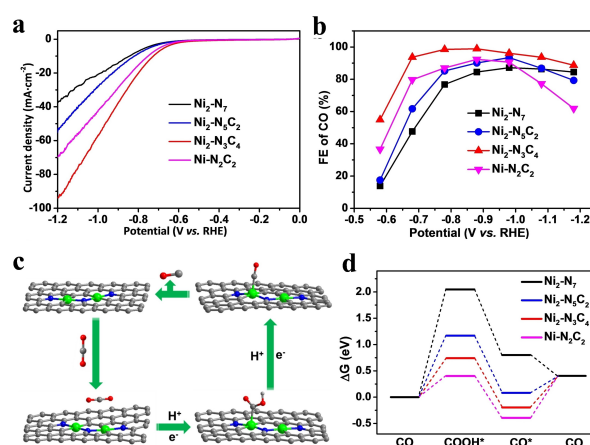 a
Current density (mA·cm⁻²)
0
-20
-40
-60
-80
-100
Ni₂-N₇
Ni₂-N₅C₂
Ni₂-N₃C₄
Ni-N₂C₂
-1.2 -1.0 -0.8 -0.6 -0.4 -0.2 0.0
Potential (V vs. RHE)
b
FE of CO (%)
100
80
60
40
20
0
Ni₂-N₇
Ni₂-N₅C₂
Ni₂-N₃C₄
Ni-N₂C₂
-0.5 -0.6 -0.7 -0.8 -0.9 -1.0 -1.1 -1.2
Potential (V vs. RHE)
c
H⁺
e⁻
H⁺
e⁻
d
ΔG (eV)
2.0
1.5
1.0
0.5
0.0
-0.5
Ni₂-N₇
Ni₂-N₅C₂
Ni₂-N₃C₄
Ni-N₂C₂
CO COOH* CO* CO